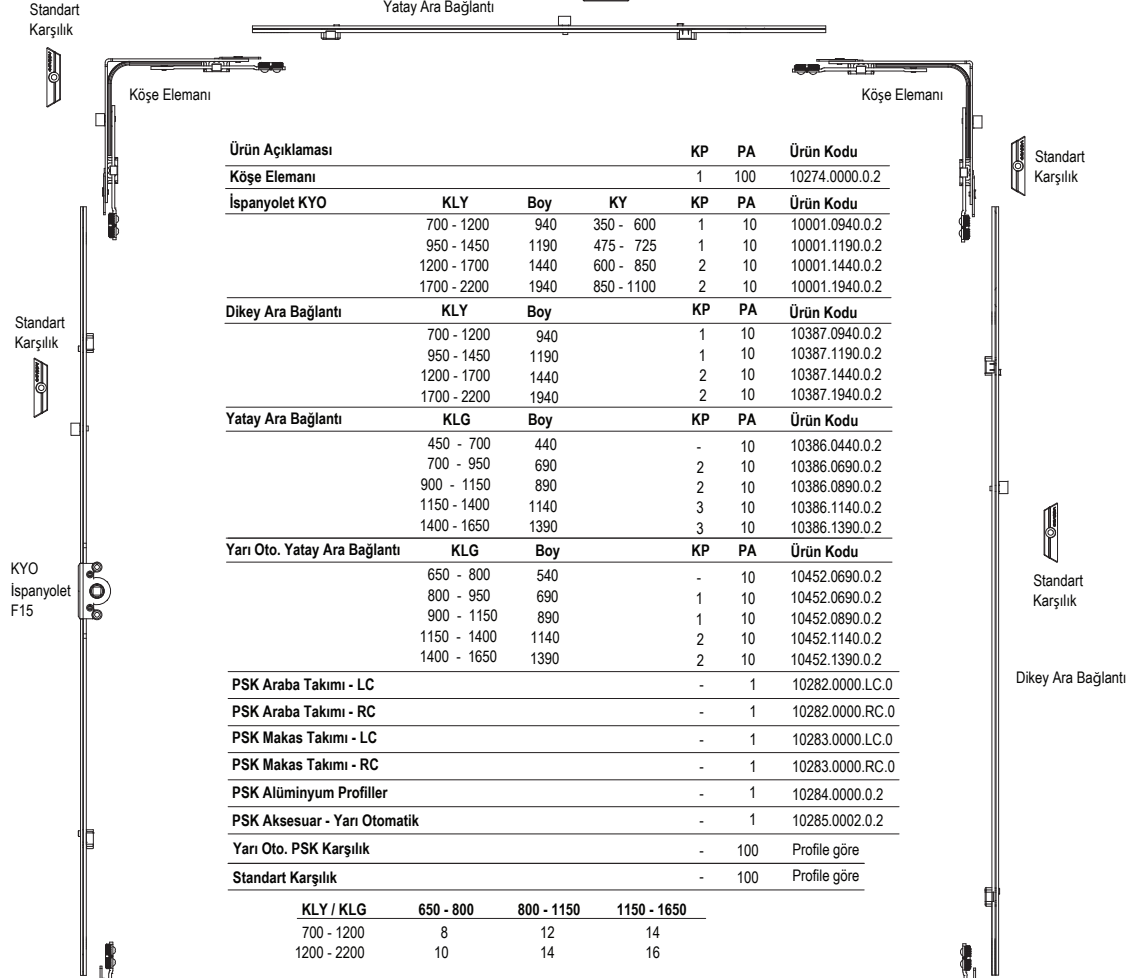 Standart
Karşılık
Yatay Ara Bağlantı
Köşe Elemanı
Köşe Elemanı
Standart
Karşılık
Ürün Açıklaması KP PA Ürün Kodu
Köşe Elemanı 1 100 10274.0000.0.2
İspanyolet KYO KLY Boy KY KP PA Ürün Kodu
700 - 1200 940 350 - 600 1 10 10001.0940.0.2
950 - 1450 1190 475 - 725 1 10 10001.1190.0.2
1200 - 1700 1440 600 - 850 2 10 10001.1440.0.2
1700 - 2200 1940 850 - 1100 2 10 10001.1940.0.2
Dikey Ara Bağlantı KLY Boy KP PA Ürün Kodu
700 - 1200 940 1 10 10387.0940.0.2
950 - 1450 1190 1 10 10387.1190.0.2
1200 - 1700 1440 2 10 10387.1440.0.2
1700 - 2200 1940 2 10 10387.1940.0.2
Yatay Ara Bağlantı KLG Boy KP PA Ürün Kodu
450 - 700 440 - 10 10386.0440.0.2
700 - 950 690 2 10 10386.0690.0.2
900 - 1150 890 2 10 10386.0890.0.2
1150 - 1400 1140 3 10 10386.1140.0.2
1400 - 1650 1390 3 10 10386.1390.0.2
Yarı Oto. Yatay Ara Bağlantı KLG Boy KP PA Ürün Kodu
650 - 800 540 - 10 10452.0690.0.2
800 - 950 690 1 10 10452.0690.0.2
900 - 1150 890 1 10 10452.0890.0.2
1150 - 1400 1140 2 10 10452.1140.0.2
1400 - 1650 1390 2 10 10452.1390.0.2
PSK Araba Takımı - LC - 1 10282.0000.LC.0
PSK Araba Takımı - RC - 1 10282.0000.RC.0
PSK Makas Takımı - LC - 1 10283.0000.LC.0
PSK Makas Takımı - RC - 1 10283.0000.RC.0
PSK Alüminyum Profiller - 1 10284.0000.0.2
PSK Aksesuar - Yarı Otomatik - 1 10285.0002.0.2
Yarı Oto. PSK Karşılık - 100 Profile göre
Standart Karşılık - 100 Profile göre
KLY / KLG 650 - 800 800 - 1150 1150 - 1650
700 - 1200 8 12 14
1200 - 2200 10 14 16
Standart
Karşılık
KYO
İspanyolet
F15
Standart
Karşılık
Dikey Ara Bağlantı